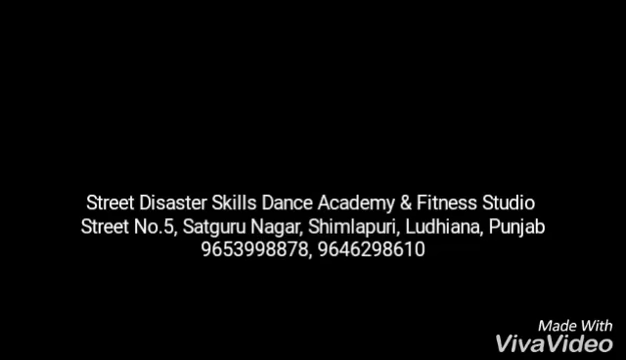 Street Disaster Skills Dance Academy & Fitness Studio
Street No.5, Satguru Nagar, Shimlapuri, Ludhiana, Punjab
9653998878, 9646298610
Made With
VivaVideo